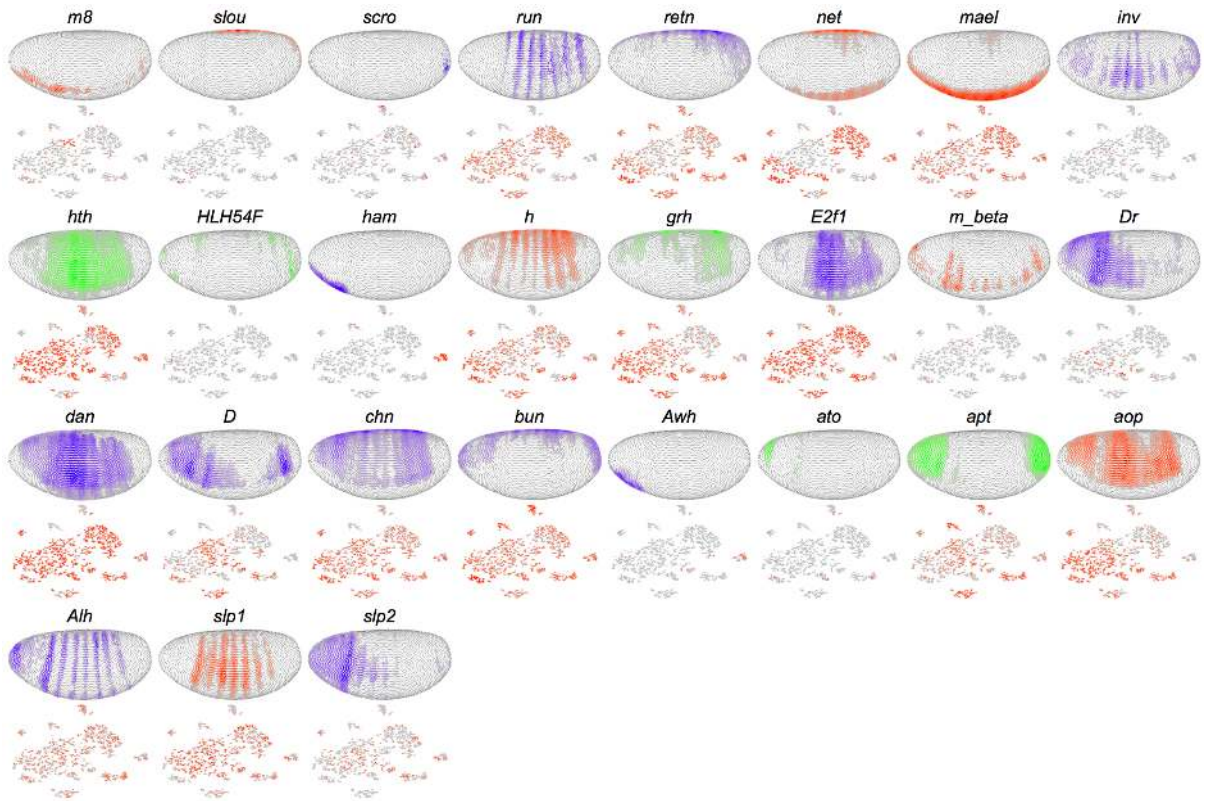 m8 slou scro run retn net mael inv
hth HLH54F ham h grh E2f1 m_beta Dr
dan D chn bun Awh ato apt aop
Alh slp1 slp2